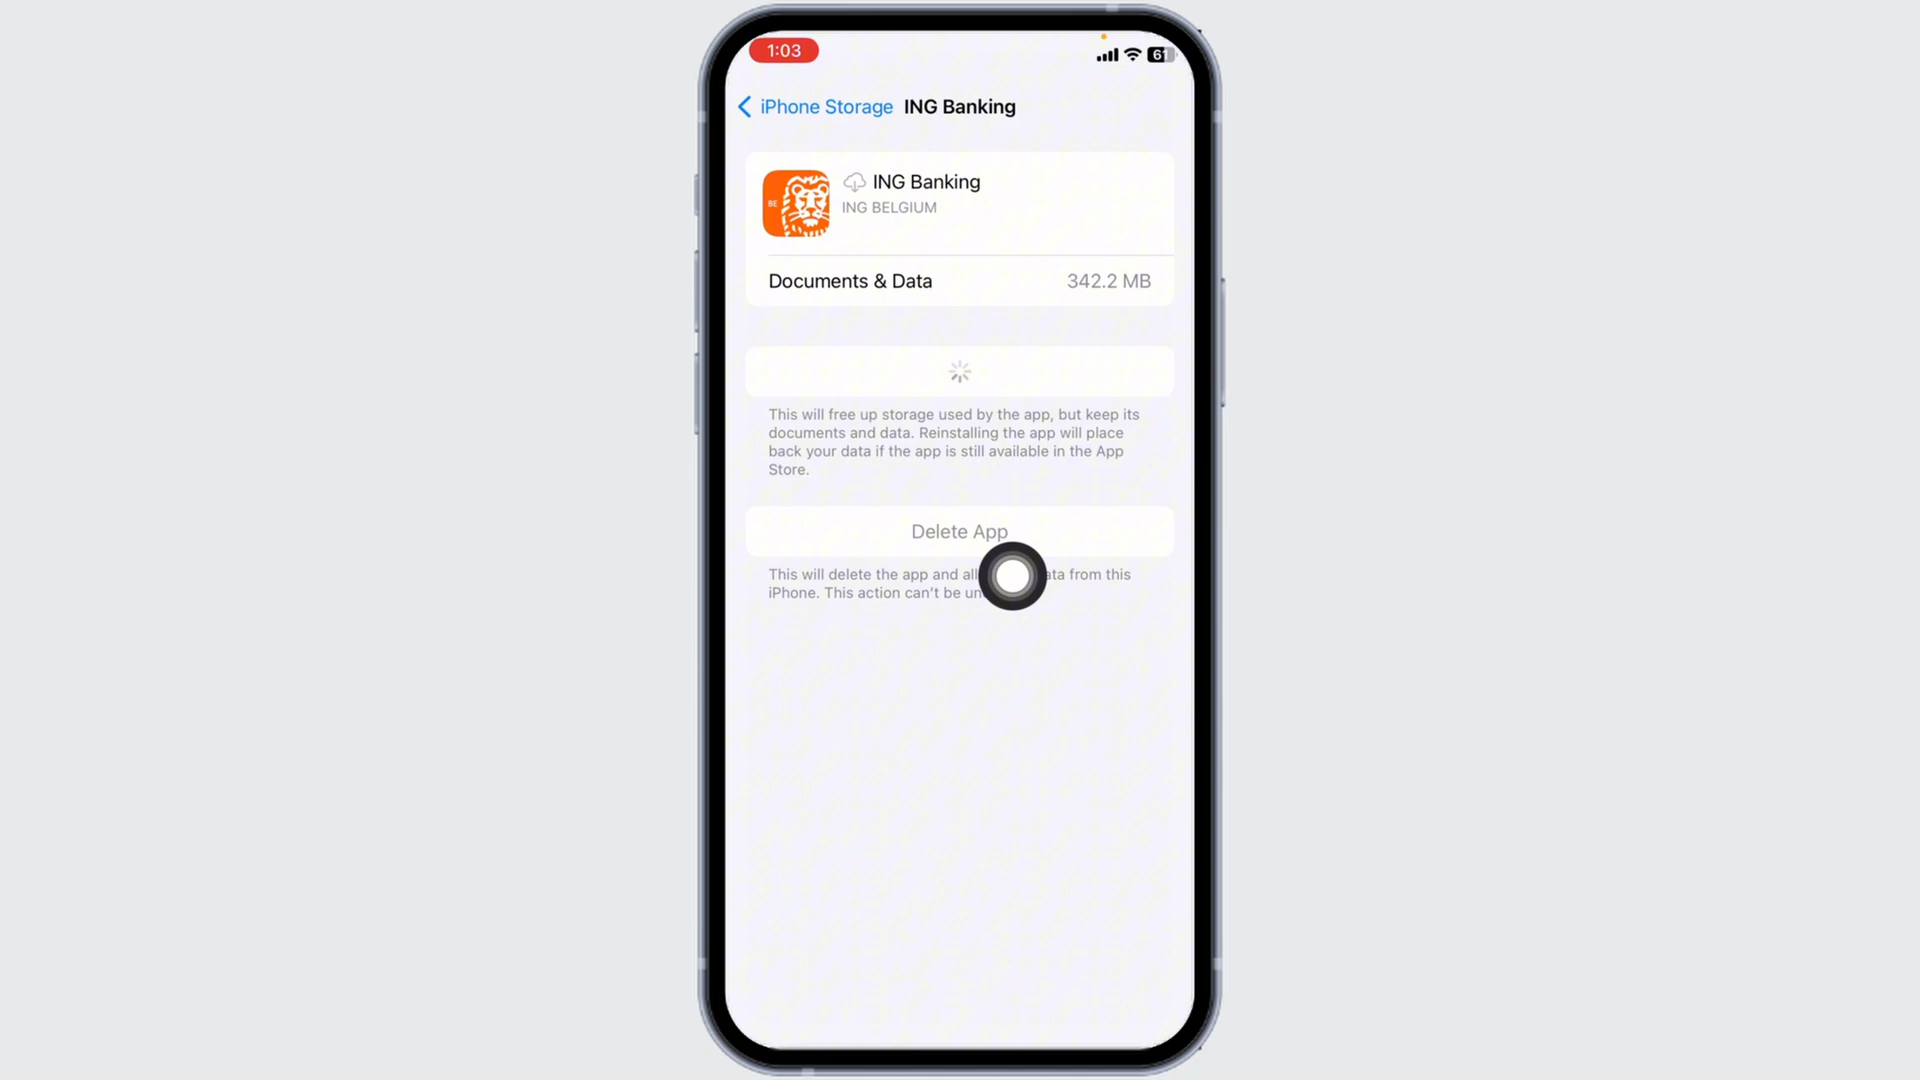 1:03
61
iPhone Storage ING Banking
ING Banking
BE
ING BELGIUM
Documents & Data 342.2 MB
This will free up storage used by the app, but keep its
documents and data. Reinstalling the app will place
back your data if the app is still available in the App
Store.
Delete App
This will delete the app and all from this
iPhone. This action can't be